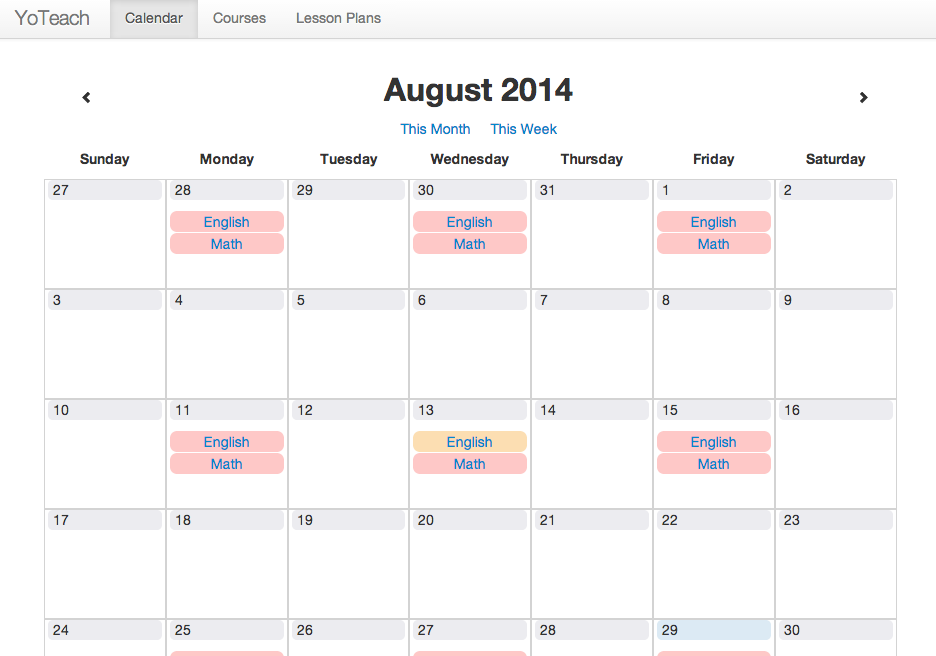 YoTeach Calendar Courses Lesson Plans
August 2014
This Month This Week
Sunday Monday Tuesday Wednesday Thursday Friday Saturday
27 28 29 30 31 1 2
English English English
Math Math Math
3 4 5 6 7 8 9
10 11 12 13 14 15 16
English English English
Math Math Math
17 18 19 20 21 22 23
24 25 26 27 28 29 30